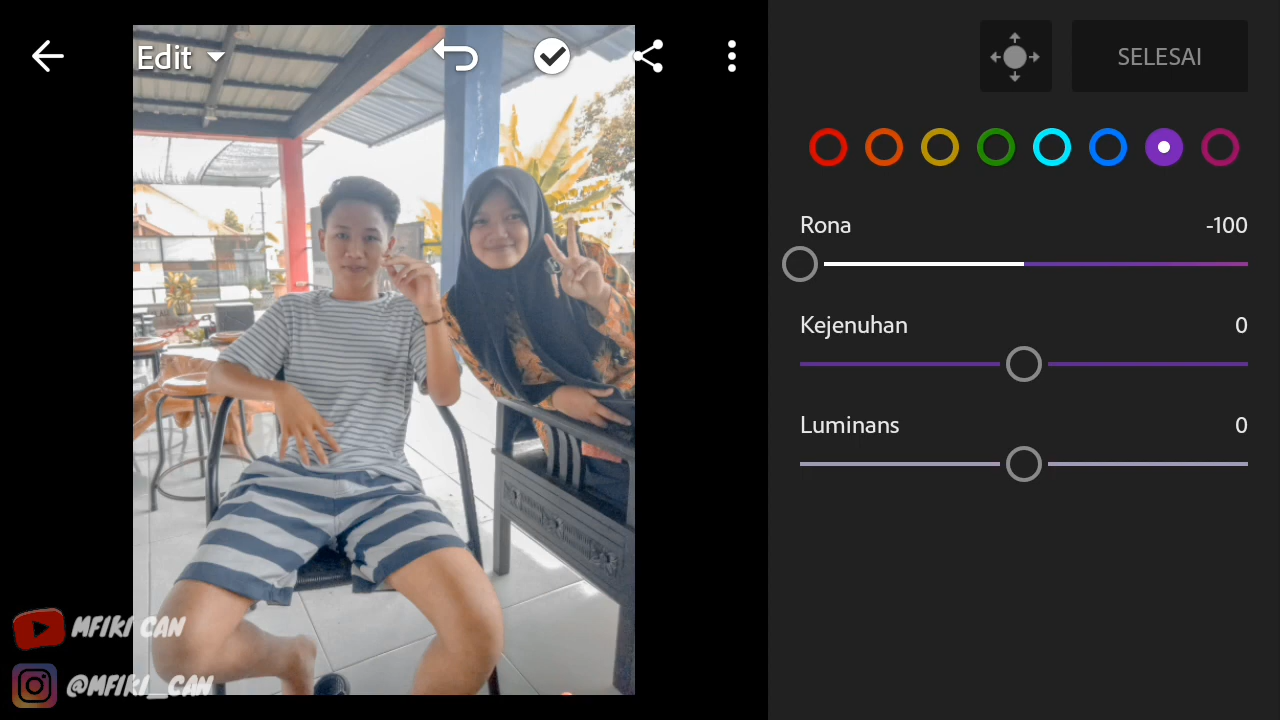 Edit
SELESAI
Rona -100
Kejenuhan 0
Luminans 0
MFIKI CAN
@MFIKI_CAN